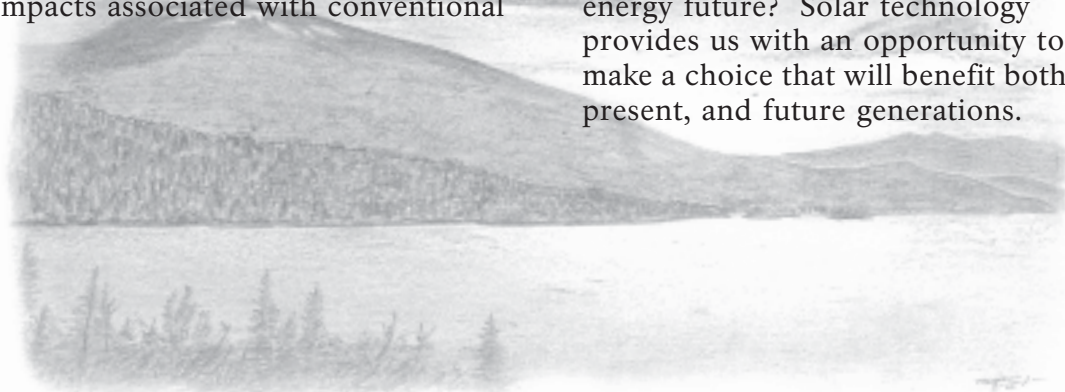 mpacts associated with conventional
energy future? Solar technology
provides us with an opportunity to
make a choice that will benefit both
present, and future generations.